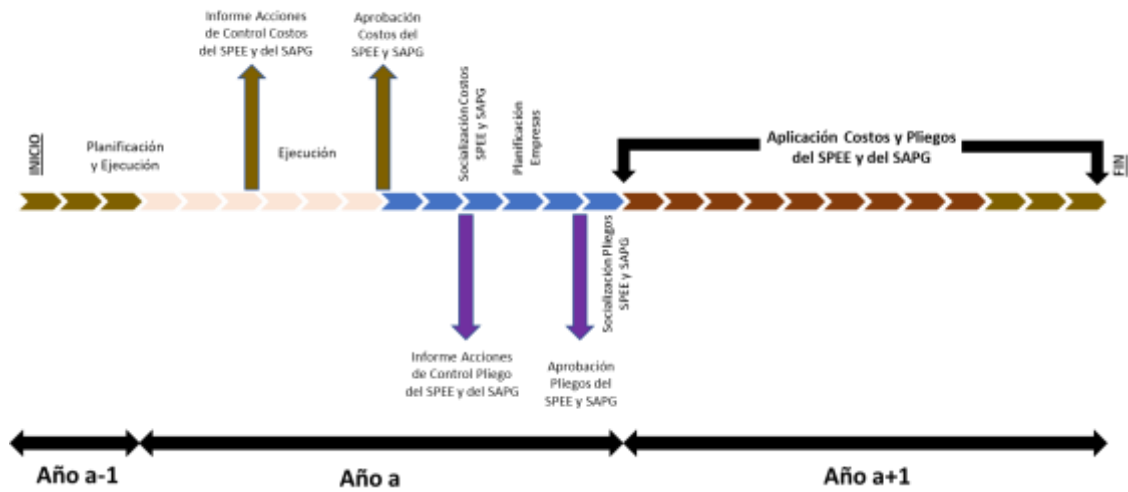 Informe Acciones
de Control Costos
del SPEE y del SAPG
Aprobación
Costos del
SPEE y SAPG
INICIO
Planificación
y Ejecución
Ejecución
Socialización Costos
SPEE y SAPG
Planificación
Empresas
Aplicación Costos y Pliegos
del SPEE y del SAPG
FIN
Informe Acciones
de Control Pliego
del SPEE y del SAPG
Aprobación
Pliegos del
SPEE y SAPG
Socialización Pliegos
SPEE y SAPG
Año a-1
Año a
Año a+1